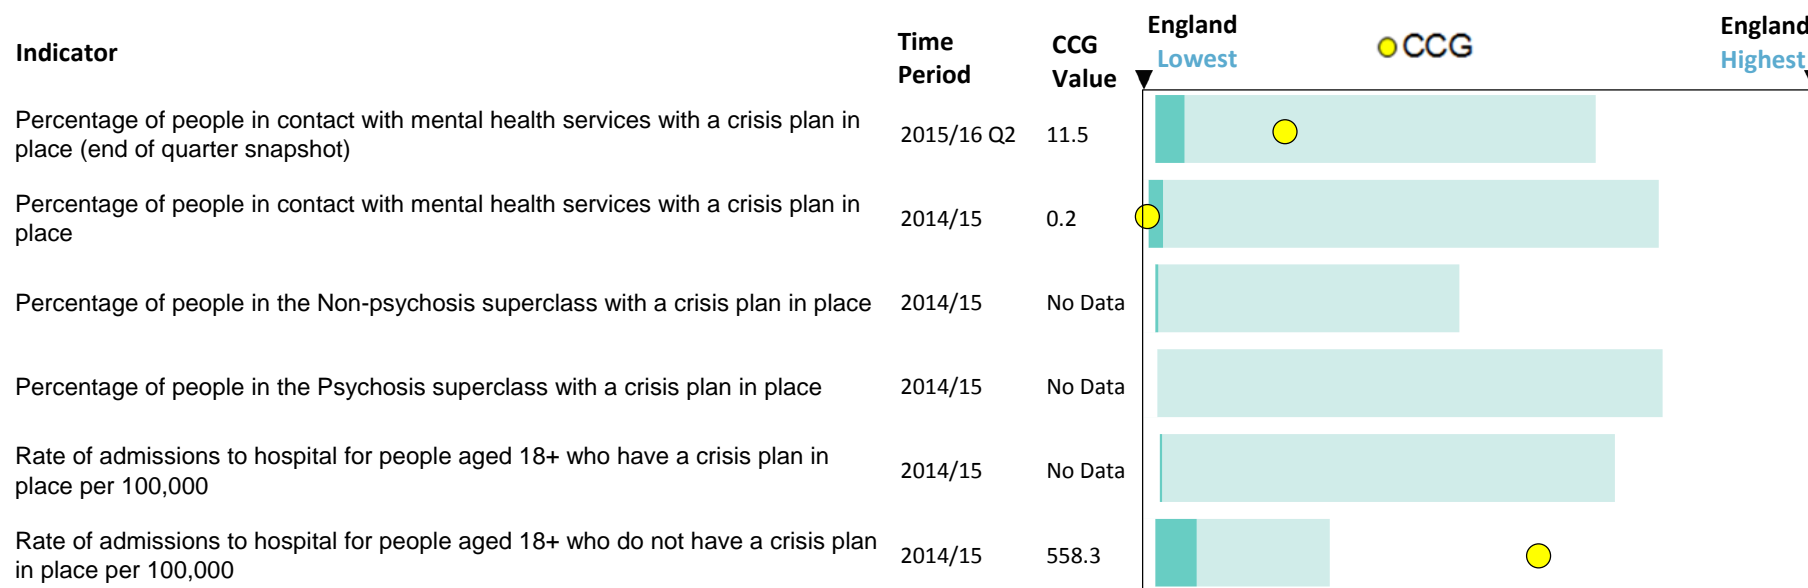 Indicator
Time Period
CCG Value
England Lowest
CCG
England Highest
Percentage of people in contact with mental health services with a crisis plan in
place (end of quarter snapshot)
2015/16 Q2
11.5
Percentage of people in contact with mental health services with a crisis plan in
place
2014/15
0.2
Percentage of people in the Non-psychosis superclass with a crisis plan in place
2014/15
No Data
Percentage of people in the Psychosis superclass with a crisis plan in place
2014/15
No Data
Rate of admissions to hospital for people aged 18+ who have a crisis plan in
place per 100,000
2014/15
No Data
Rate of admissions to hospital for people aged 18+ who do not have a crisis plan
in place per 100,000
2014/15
558.3